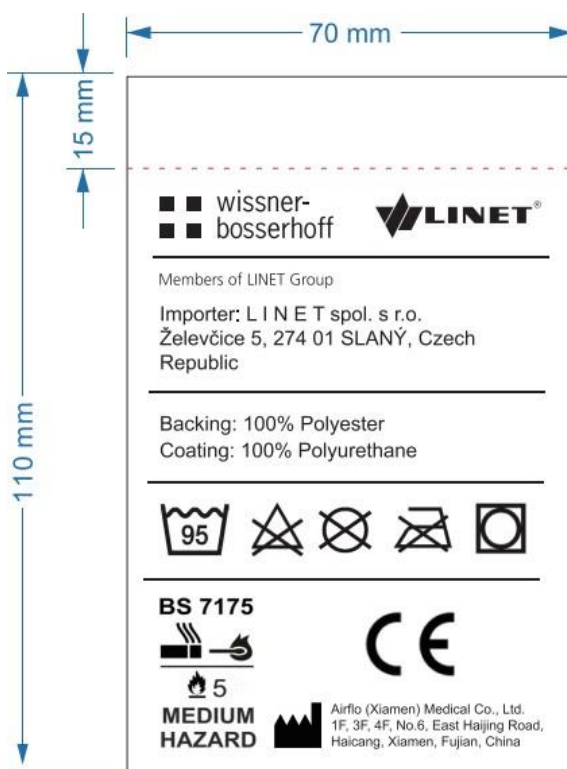 70 mm
15 mm
110 mm
wissner-
bosserhoff
LINET®
Members of LINET Group
Importer: L I N E T spol. s r.o.
Želevčice 5, 274 01 SLANÝ, Czech
Republic
Backing: 100% Polyester
Coating: 100% Polyurethane
95
BS 7175
CE
5
MEDIUM
HAZARD
Airflo (Xiamen) Medical Co., Ltd.
1F, 3F, 4F, No.6, East Haijing Road,
Haicang, Xiamen, Fujian, China